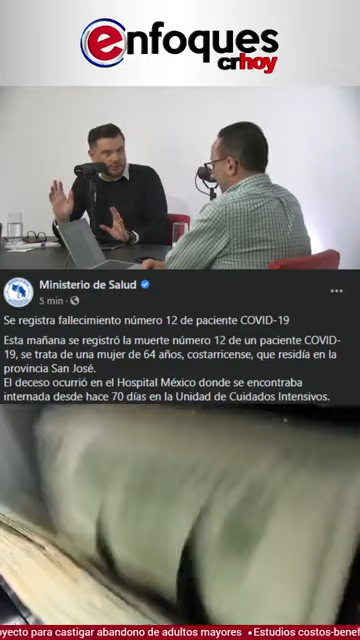 enfoques
crhoy
Ministerio de Salud
5 min ·
Se registra fallecimiento número 12 de paciente COVID-19
Esta mañana se registró la muerte número 12 de un paciente COVID-
19, se trata de una mujer de 64 años, costarricense, que residía en la
provincia San José.
El deceso ocurrió en el Hospital México donde se encontraba
internada desde hace 70 días en la Unidad de Cuidados Intensivos.
oyecto para castigar abandono de adultos mayores • Estudios costos-benef